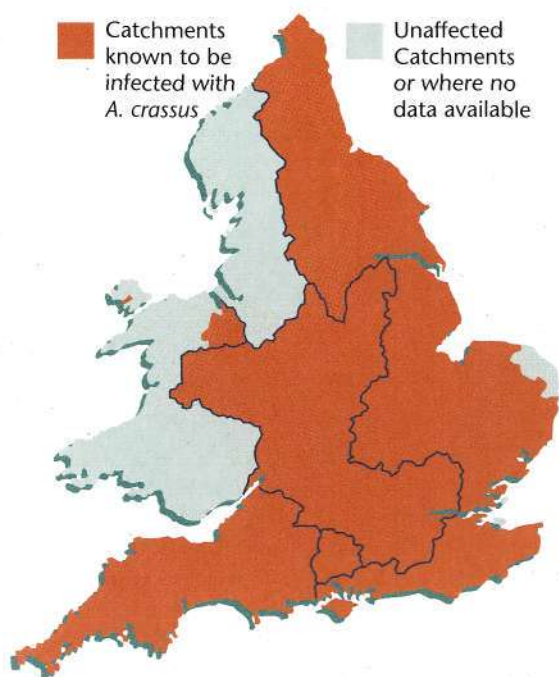 Catchments
known to be
infected with
A. crassus
Unaffected
Catchments
or where no
data available